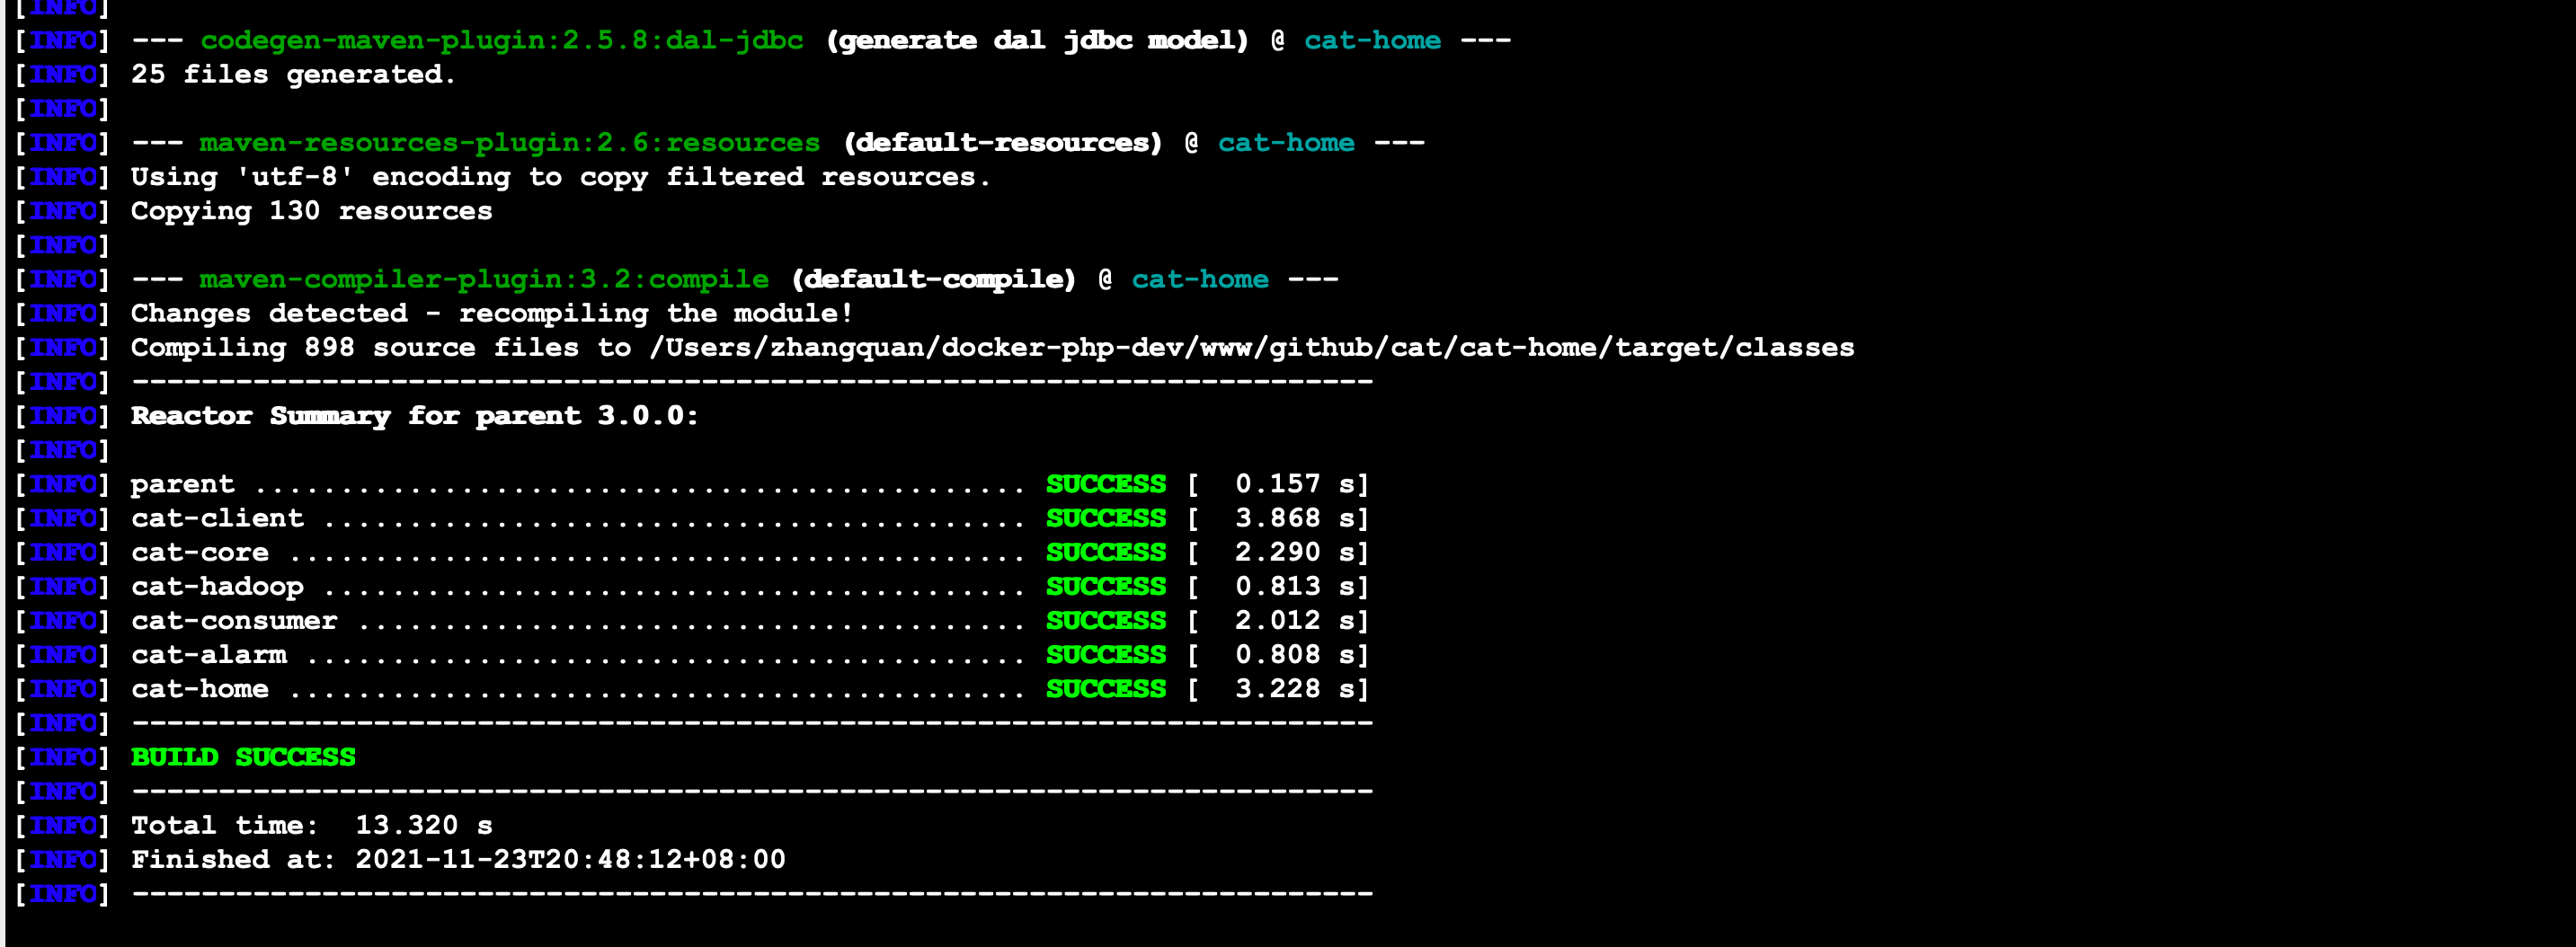 [INFO]
[INFO] --- codegen-maven-plugin:2.5.8:dal-jdbc (generate dal jdbc model) @ cat-home ---
[INFO] 25 files generated.
[INFO]
[INFO] --- maven-resources-plugin:2.6:resources (default-resources) @ cat-home ---
[INFO] Using 'utf-8' encoding to copy filtered resources.
[INFO] Copying 130 resources
[INFO]
[INFO] --- maven-compiler-plugin:3.2:compile (default-compile) @ cat-home ---
[INFO] Changes detected - recompiling the module!
[INFO] Compiling 898 source files to /Users/zhangquan/docker-php-dev/www/github/cat/cat-home/target/classes
[INFO] ------------------------------------------------------------------------
[INFO] Reactor Summary for parent 3.0.0:
[INFO]
[INFO] parent ............................................. SUCCESS [  0.157 s]
[INFO] cat-client ......................................... SUCCESS [  3.868 s]
[INFO] cat-core ........................................... SUCCESS [  2.290 s]
[INFO] cat-hadoop ......................................... SUCCESS [  0.813 s]
[INFO] cat-consumer ....................................... SUCCESS [  2.012 s]
[INFO] cat-alarm .......................................... SUCCESS [  0.808 s]
[INFO] cat-home ........................................... SUCCESS [  3.228 s]
[INFO] ------------------------------------------------------------------------
[INFO] BUILD SUCCESS
[INFO] ------------------------------------------------------------------------
[INFO] Total time:  13.320 s
[INFO] Finished at: 2021-11-23T20:48:12+08:00
[INFO] ------------------------------------------------------------------------